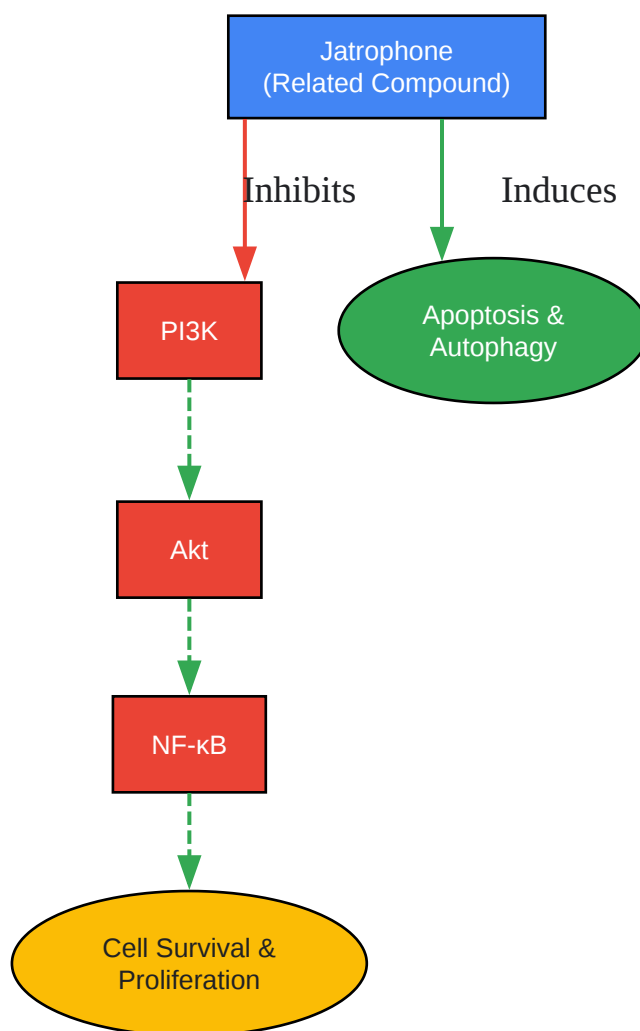 Jatrophone
(Related Compound)
Inhibits
Induces
PI3K
Apoptosis &
Autophagy
Akt
NF-κB
Cell Survival &
Proliferation